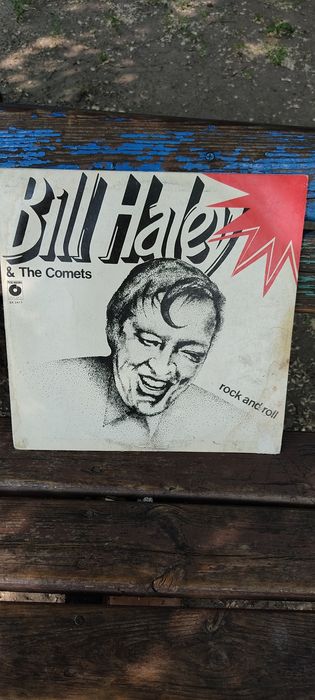 Bill Haley
& The Comets
rock and roll